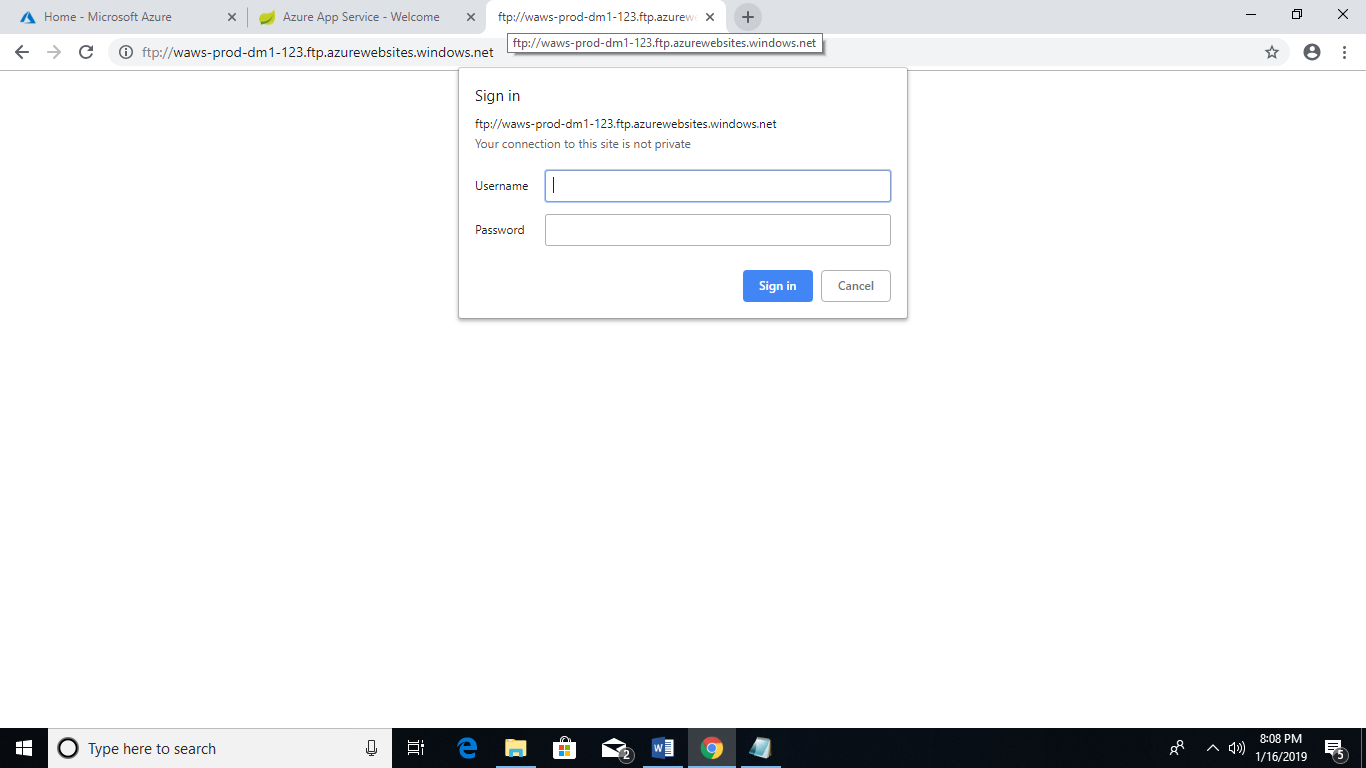 Home - Microsoft Azure
Azure App Service - Welcome
ftp://waws-prod-dm1-123.ftp.azurew
ftp://waws-prod-dm1-123.ftp.azurewebsites.windows.net
ftp://waws-prod-dm1-123.ftp.azurewebsites.windows.net
Sign in
ftp://waws-prod-dm1-123.ftp.azurewebsites.windows.net
Your connection to this site is not private
Username
Password
Sign in
Cancel
Type here to search
2
8:08 PM
1/16/2019
5